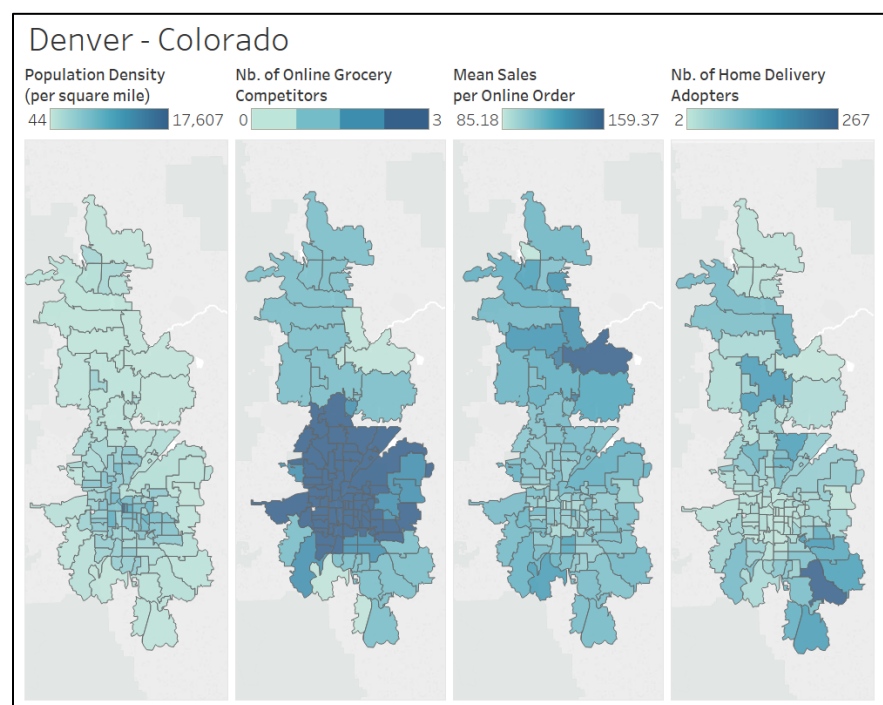 Denver - Colorado
Population Density
(per square mile)
44 17,607
Nb. of Online Grocery
Competitors
0 3
Mean Sales
per Online Order
85.18 159.37
Nb. of Home Delivery
Adopters
2 267